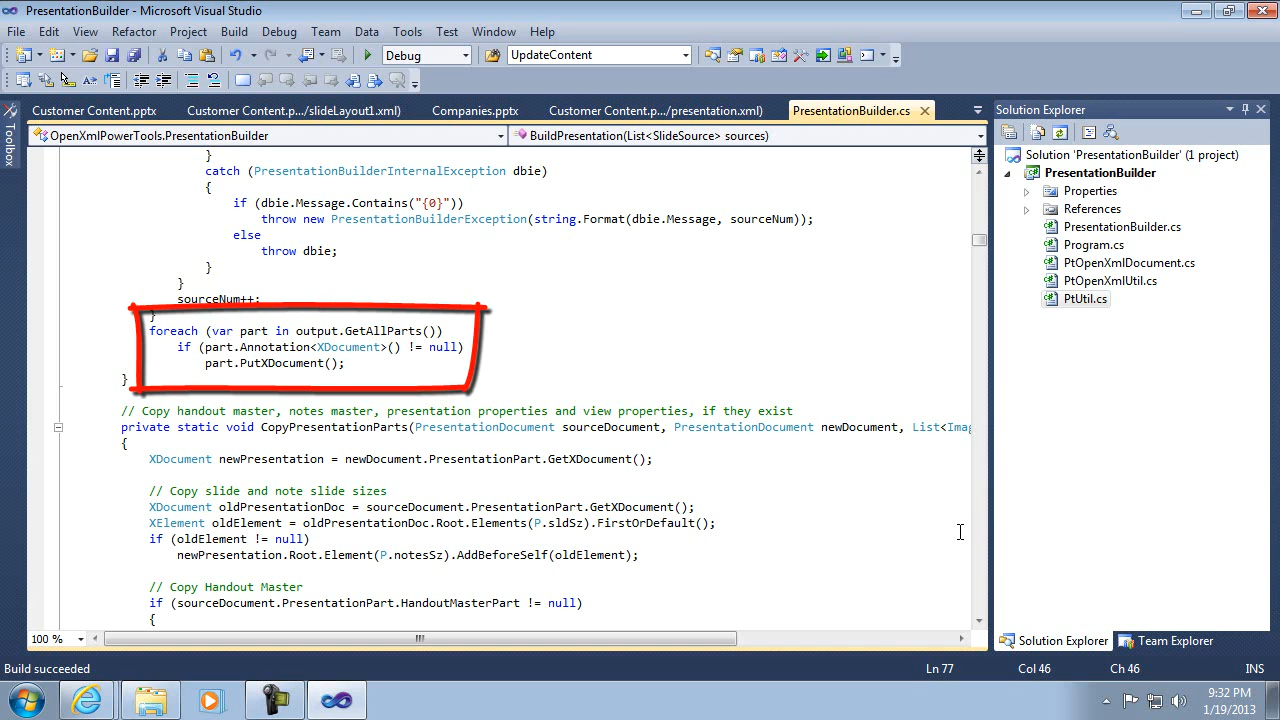 PresentationBuilder - Microsoft Visual Studio
File Edit View Refactor Project Build Debug Team Data Tools Test Window Help
Debug UpdateContent
Customer Content.pptx Customer Content.p.../slideLayout1.xml) Companies.pptx Customer Content.p.../presentation.xml) PresentationBuilder.cs
OpenXmlPowerTools.PresentationBuilder BuildPresentation(List<SlideSource> sources)
Toolbox
}
catch (PresentationBuilderInternalException dbie)
{
if (dbie.Message.Contains("{0}"))
throw new PresentationBuilderException(string.Format(dbie.Message, sourceNum));
else
throw dbie;
}
}
sourceNum++;
}
foreach (var part in output.GetAllParts())
if (part.Annotation<XDocument>() != null)
part.PutXDocument();
}
// Copy handout master, notes master, presentation properties and view properties, if they exist
private static void CopyPresentationParts(PresentationDocument sourceDocument, PresentationDocument newDocument, List<Imag
{
XDocument newPresentation = newDocument.PresentationPart.GetXDocument();
// Copy slide and note slide sizes
XDocument oldPresentationDoc = sourceDocument.PresentationPart.GetXDocument();
XElement oldElement = oldPresentationDoc.Root.Elements(P.sldSz).FirstOrDefault();
if (oldElement != null)
newPresentation.Root.Element(P.notesSz).AddBeforeSelf(oldElement);
// Copy Handout Master
if (sourceDocument.PresentationPart.HandoutMasterPart != null)
{
100 %
Solution Explorer
Solution 'PresentationBuilder' (1 project)
PresentationBuilder
Properties
References
PresentationBuilder.cs
Program.cs
PtOpenXmlDocument.cs
PtOpenXmlUtil.cs
PtUtil.cs
Solution Explorer Team Explorer
Build succeeded Ln 77 Col 46 Ch 46 INS
9:32 PM
1/19/2013